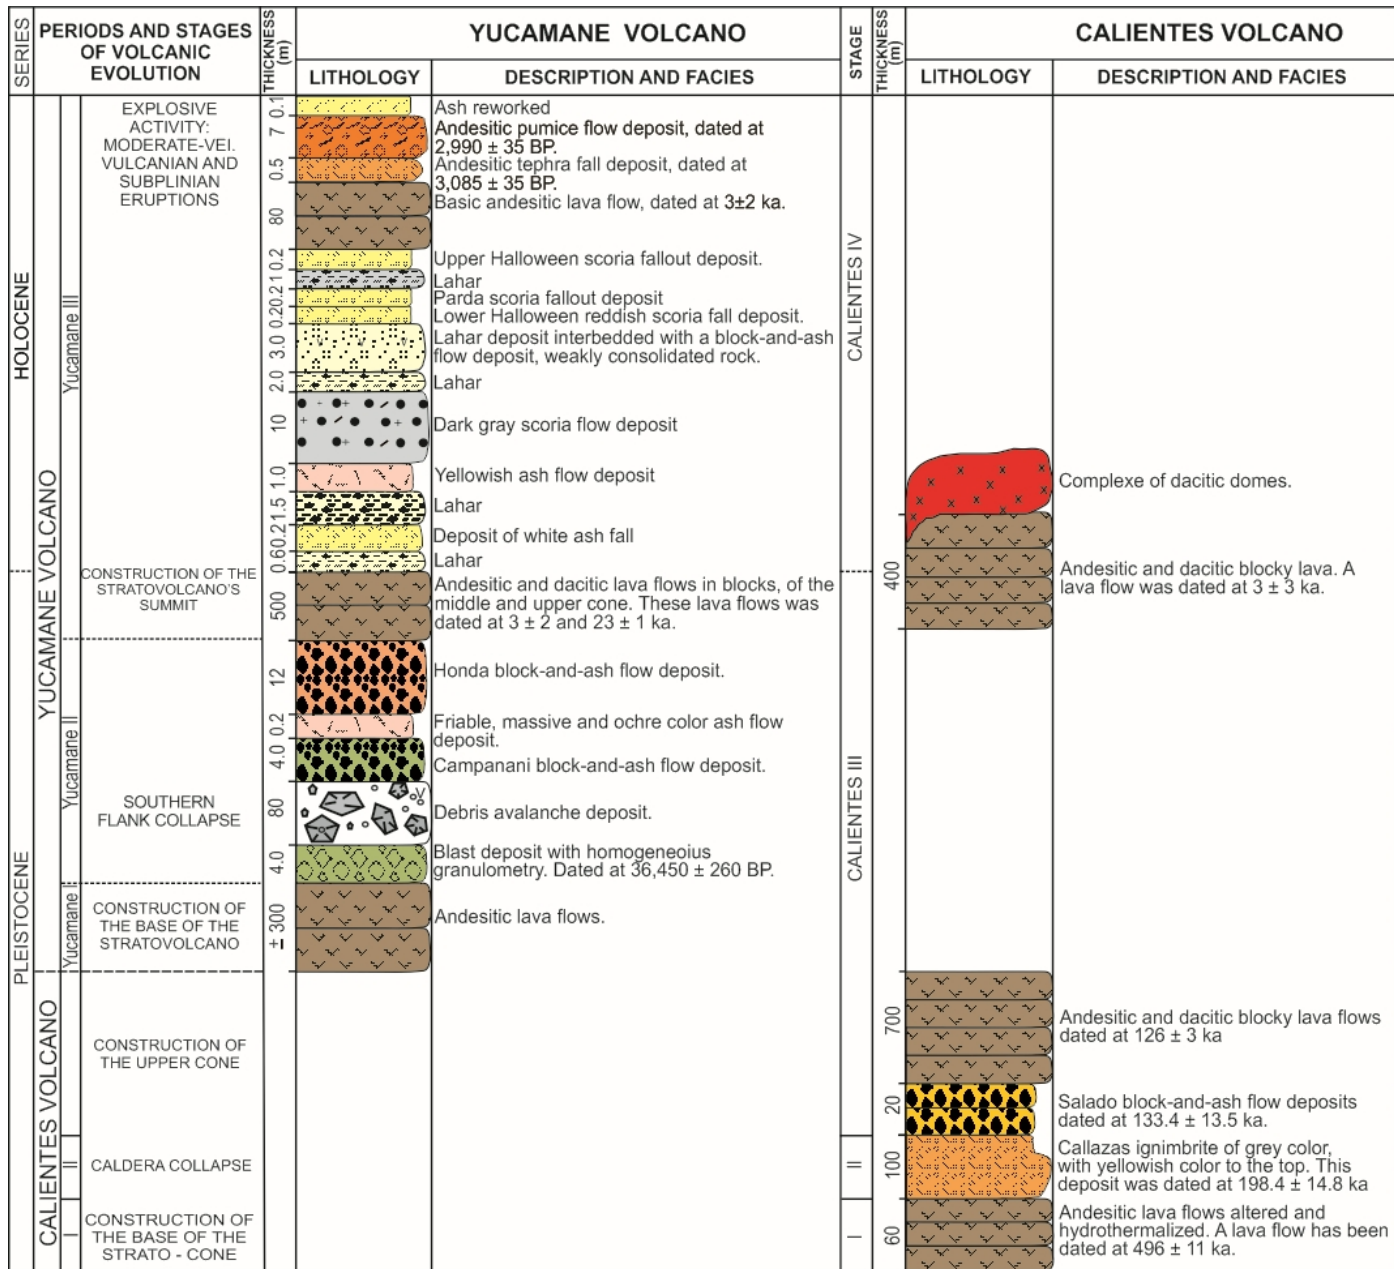 SERIES
PERIODS AND STAGES
OF VOLCANIC
EVOLUTION
THICKNESS
(m)
YUCAMANE VOLCANO
LITHOLOGY
DESCRIPTION AND FACIES
STAGE
THICKNESS
(m)
CALIENTES VOLCANO
LITHOLOGY
DESCRIPTION AND FACIES
HOLOCENE
PLEISTOCENE
YUCAMANE VOLCANO
CALIENTES VOLCANO
Yucamane III
Yucamane II
Yucamane I
II
I
EXPLOSIVE
ACTIVITY:
MODERATE-VEI.
VULCANIAN AND
SUBPLINIAN
ERUPTIONS
CONSTRUCTION OF THE
STRATOVOLCANO'S
SUMMIT
SOUTHERN
FLANK COLLAPSE
CONSTRUCTION OF
THE BASE OF THE
STRATOVOLCANO
CONSTRUCTION OF
THE UPPER CONE
CALDERA COLLAPSE
CONSTRUCTION OF
THE BASE OF THE
STRATO - CONE
0.1
Ash reworked
7
Andesitic pumice flow deposit, dated at
2,990 ± 35 BP.
0.5
Andesitic tephra fall deposit, dated at
3,085 ± 35 BP.
80
Basic andesitic lava flow, dated at 3±2 ka.
0.2
Upper Halloween scoria fallout deposit.
1
Lahar
0.2
Parda scoria fallout deposit
0.2
Lower Halloween reddish scoria fall deposit.
3.0
Lahar deposit interbedded with a block-and-ash
flow deposit, weakly consolidated rock.
2.0
Lahar
10
Dark gray scoria flow deposit
1.0
Yellowish ash flow deposit
1.5
Lahar
0.2
Deposit of white ash fall
0.60
Lahar
500
Andesitic and dacitic lava flows in blocks, of the
middle and upper cone. These lava flows was
dated at 3 ± 2 and 23 ± 1 ka.
12
Honda block-and-ash flow deposit.
0.2
Friable, massive and ochre color ash flow
deposit.
4.0
Campanani block-and-ash flow deposit.
80
Debris avalanche deposit.
4.0
Blast deposit with homogeneoius
granulometry. Dated at 36,450 ± 260 BP.
± 300
Andesitic lava flows.
CALIENTES IV
CALIENTES III
II
I
Complexe of dacitic domes.
400
Andesitic and dacitic blocky lava. A
lava flow was dated at 3 ± 3 ka.
700
Andesitic and dacitic blocky lava flows
dated at 126 ± 3 ka
20
Salado block-and-ash flow deposits
dated at 133.4 ± 13.5 ka.
100
Callazas ignimbrite of grey color,
with yellowish color to the top. This
deposit was dated at 198.4 ± 14.8 ka
60
Andesitic lava flows altered and
hydrothermalized. A lava flow has been
dated at 496 ± 11 ka.